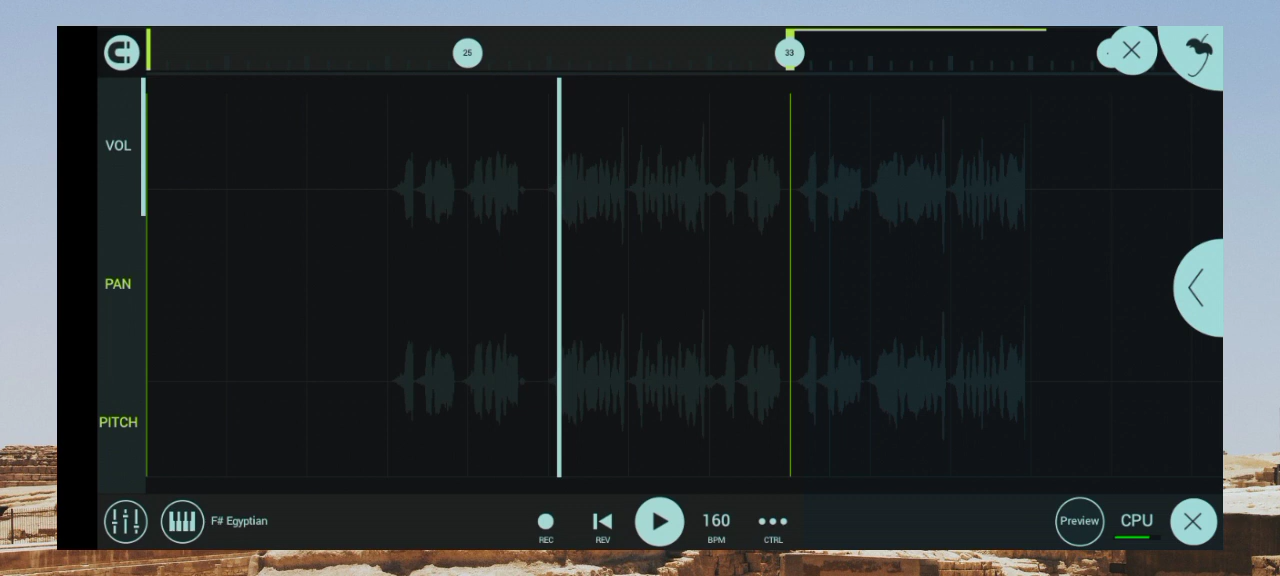 25
33
VOL
PAN
PITCH
F# Egyptian
REC
REV
160
BPM
CTRL
Preview
CPU